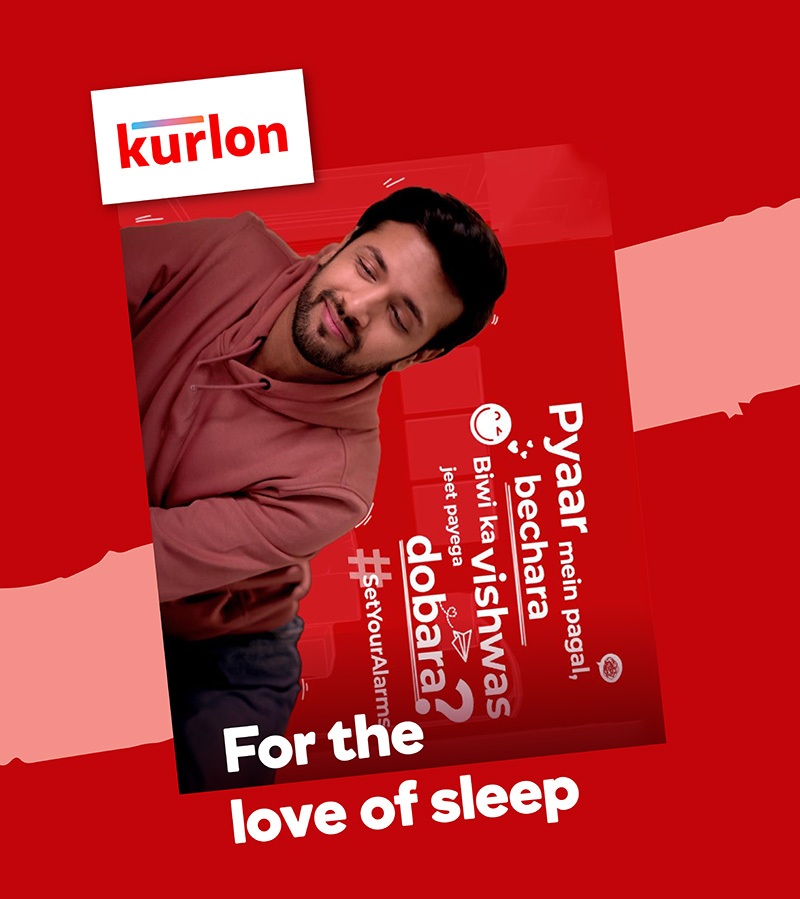 kurlon
Pyaar mein pagal,
bechara
Biwi ka vishwas
jeet payega
dobara?
#SetYourAlarms
For the
love of sleep